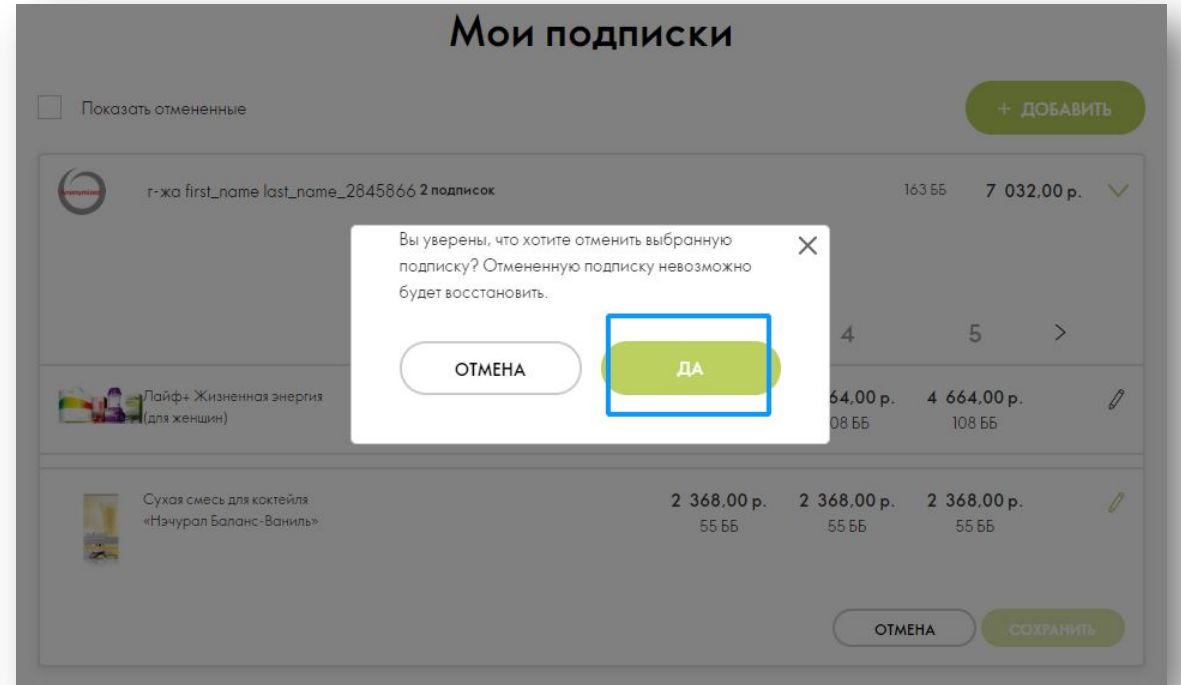 Мои подписки
Показать отмененные
+ ДОБАВИТЬ
г-жа first_name last_name_2845866 2 подписок
163 ББ 7 032,00 р.
Вы уверены, что хотите отменить выбранную
подписку? Отмененную подписку невозможно
будет восстановить.
ОТМЕНА ДА
4 5 >
Лайф+ Жизненная энергия
(для женщин)
64,00 р. 4 664,00 р.
08 ББ 108 ББ
Сухая смесь для коктейля
«Нэчурал Баланс-Ваниль»
2 368,00 р. 2 368,00 р. 2 368,00 р.
55 ББ 55 ББ 55 ББ
ОТМЕНА СОХРАНИТЬ